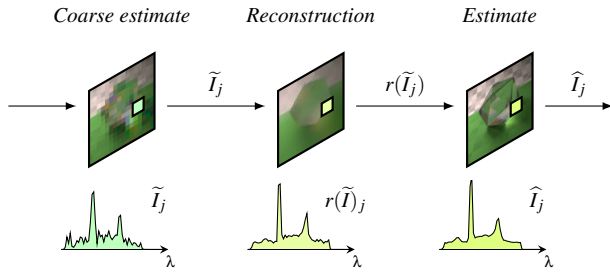 Coarse estimate Reconstruction Estimate
Ĩⱼ r(Ĩⱼ) Îⱼ
Ĩⱼ r(Ĩ)ⱼ Îⱼ
λ λ λ